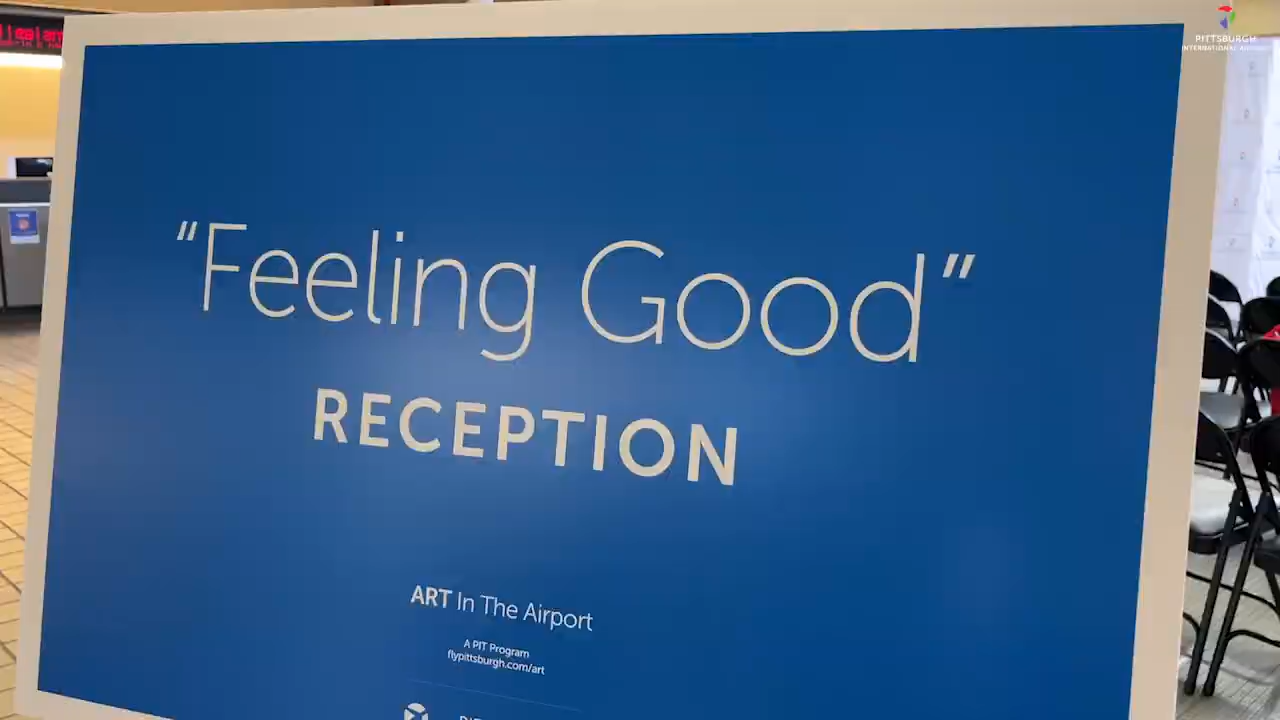 PITTSBURGH
“Feeling Good”
RECEPTION
ART In The Airport
A PIT Program
flypittsburgh.com/art